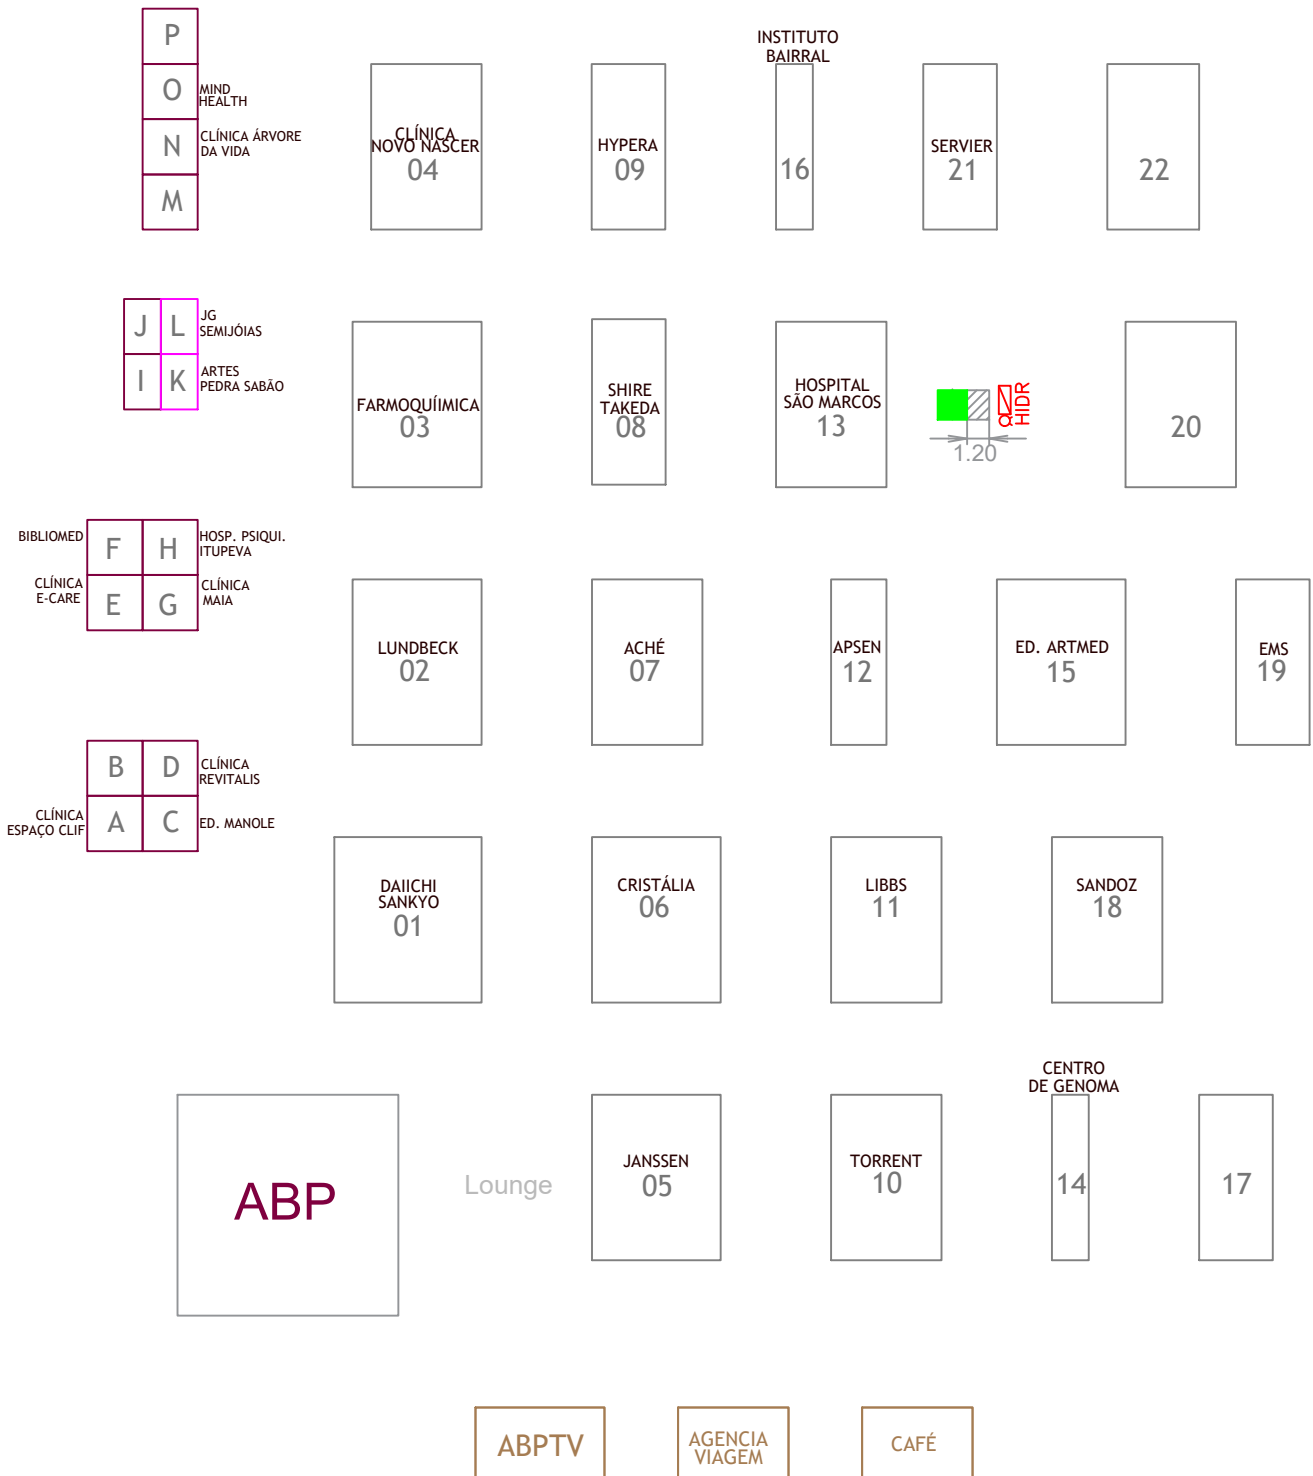 P
O
MIND
HEALTH
N
CLÍNICA ÁRVORE
DA VIDA
M
CLÍNICA
NOVO NASCER
04
HYPERA
09
INSTITUTO
BAIRRAL
16
SERVIER
21
22
J
L
JG
SEMIJÓIAS
I
K
ARTES
PEDRA SABÃO
FARMOQUÍIMICA
03
SHIRE
TAKEDA
08
HOSPITAL
SÃO MARCOS
13
1.20
HIDR
20
BIBLIOMED
F
H
HOSP. PSIQUI.
ITUPEVA
CLÍNICA
E-CARE
E
G
CLÍNICA
MAIA
LUNDBECK
02
ACHÉ
07
APSEN
12
ED. ARTMED
15
EMS
19
B
D
CLÍNICA
REVITALIS
CLÍNICA
ESPAÇO CLIF
A
C
ED. MANOLE
DAIICHI
SANKYO
01
CRISTÁLIA
06
LIBBS
11
SANDOZ
18
ABP
Lounge
JANSSEN
05
TORRENT
10
CENTRO
DE GENOMA
14
17
ABPTV
AGENCIA
VIAGEM
CAFÉ